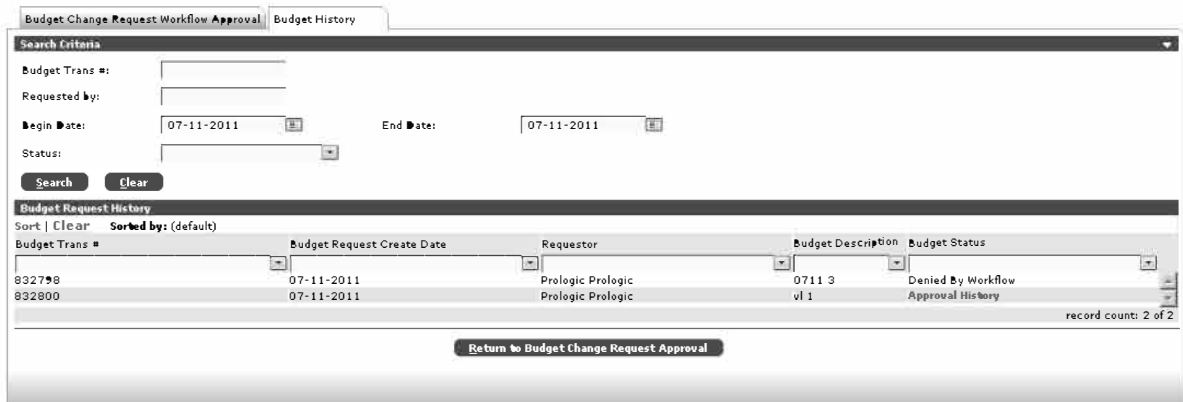 Budget Change Request Workflow Approval Budget History
Search Criteria
Budget Trans #:
Requested by:
Begin Date: 07-11-2011 End Date: 07-11-2011
Status:
Search Clear
Budget Request History
Sort | Clear Sorted by: (default)
Budget Trans # Budget Request Create Date Requestor Budget Description Budget Status
832798 07-11-2011 Prologic Prologic 0711 3 Denied By Workflow
832800 07-11-2011 Prologic Prologic vl 1 Approval History
record count: 2 of 2
Return to Budget Change Request Approval